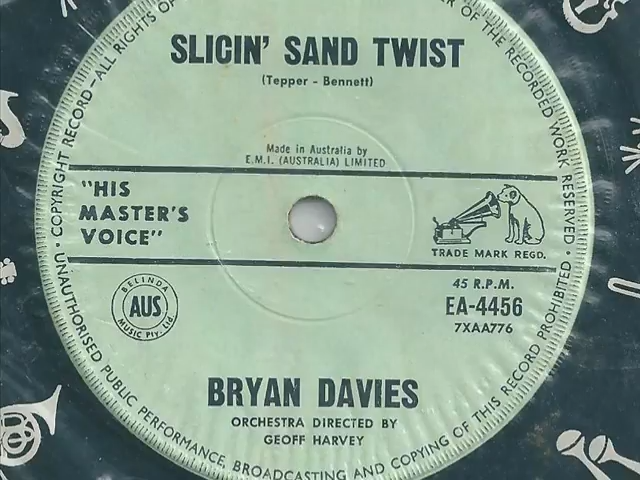 SLICIN' SAND TWIST
(Tepper - Bennett)
Made in Australia by
E.M.I. (AUSTRALIA) LIMITED
"HIS
MASTER'S
VOICE"
TRADE MARK REGD.
BELINDA
AUS
MUSIC Pty. Ltd
45 R.P.M.
EA-4456
7XAA776
BRYAN DAVIES
ORCHESTRA DIRECTED BY
GEOFF HARVEY
· COPYRIGHT RECORD—ALL RIGHTS OF
OF THE RECORDED WORK RESERVED ·
UNAUTHORISED PUBLIC PERFORMANCE, BROADCASTING AND COPYING OF THIS RECORD PROHIBITED